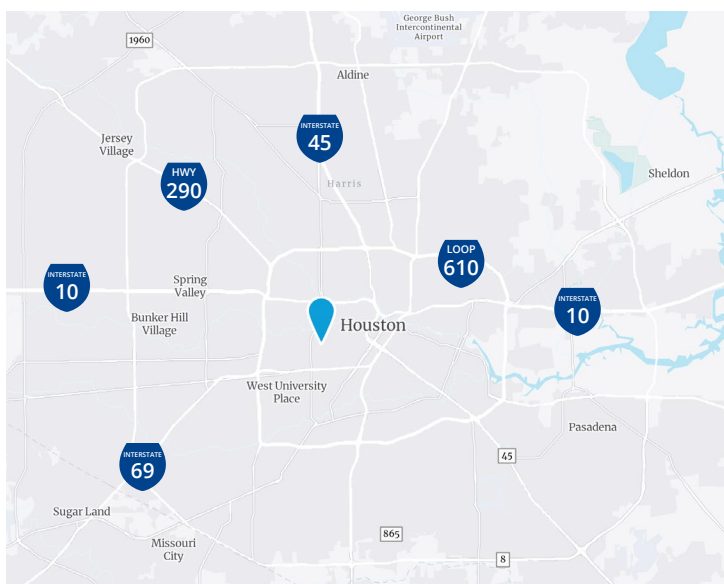 George Bush
Intercontinental
Airport
1960
Aldine
INTERSTATE
45
Jersey
Village
HWY
290
Harris
Sheldon
LOOP
610
INTERSTATE
10
Spring
Valley
INTERSTATE
10
Bunker Hill
Village
Houston
West University
Place
Pasadena
45
INTERSTATE
69
Sugar Land
865
Missouri
City
8